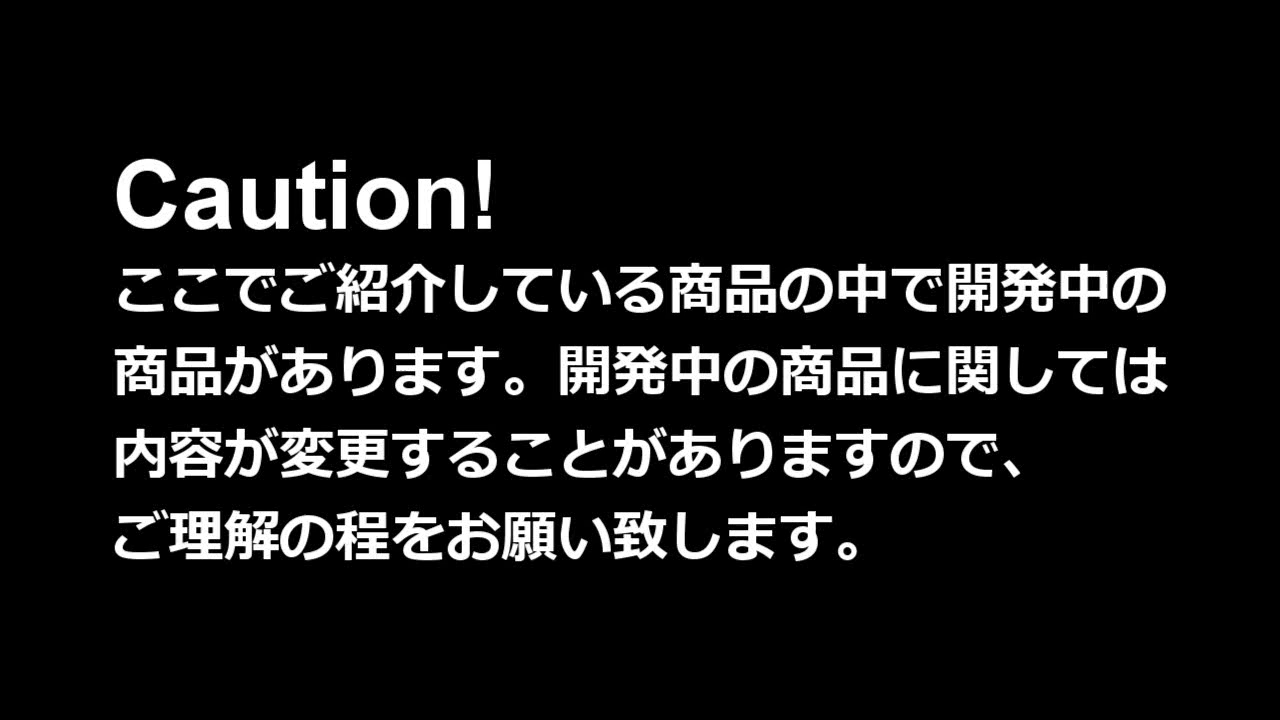 Caution!
ここでご紹介している商品の中で開発中の
商品があります。開発中の商品に関しては
内容が変更することがありますので、
ご理解の程をお願い致します。